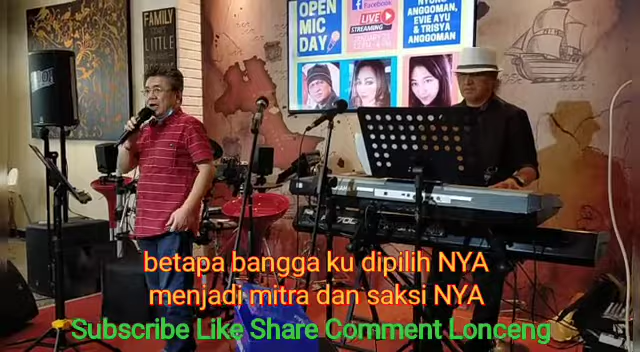 FAMILY
OPEN
MIC
DAY
facebook
LIVE
STREAMING
ANGGOMAN,
EVIE AYU
& TRISYA
ANGGOMAN
betapa bangga ku dipilih NYA
menjadi mitra dan saksi NYA
Subscribe Like Share Comment Lonceng